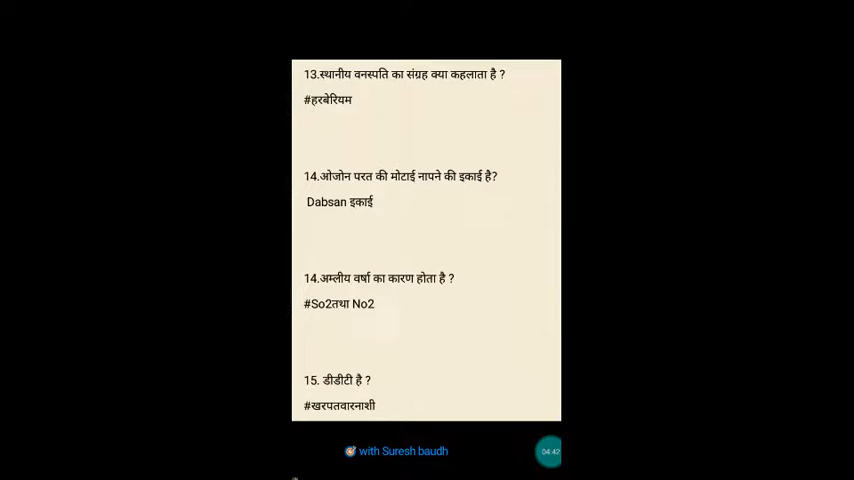 13.स्थानीय वनस्पति का संग्रह क्या कहलाता है ?
#हरबेरियम
14.ओजोन परत की मोटाई नापने की इकाई है?
Dabsan इकाई
14.अम्लीय वर्षा का कारण होता है ?
#So2तथा No2
15. डीडीटी है ?
#खरपतवारनाशी
with Suresh baudh
04:42